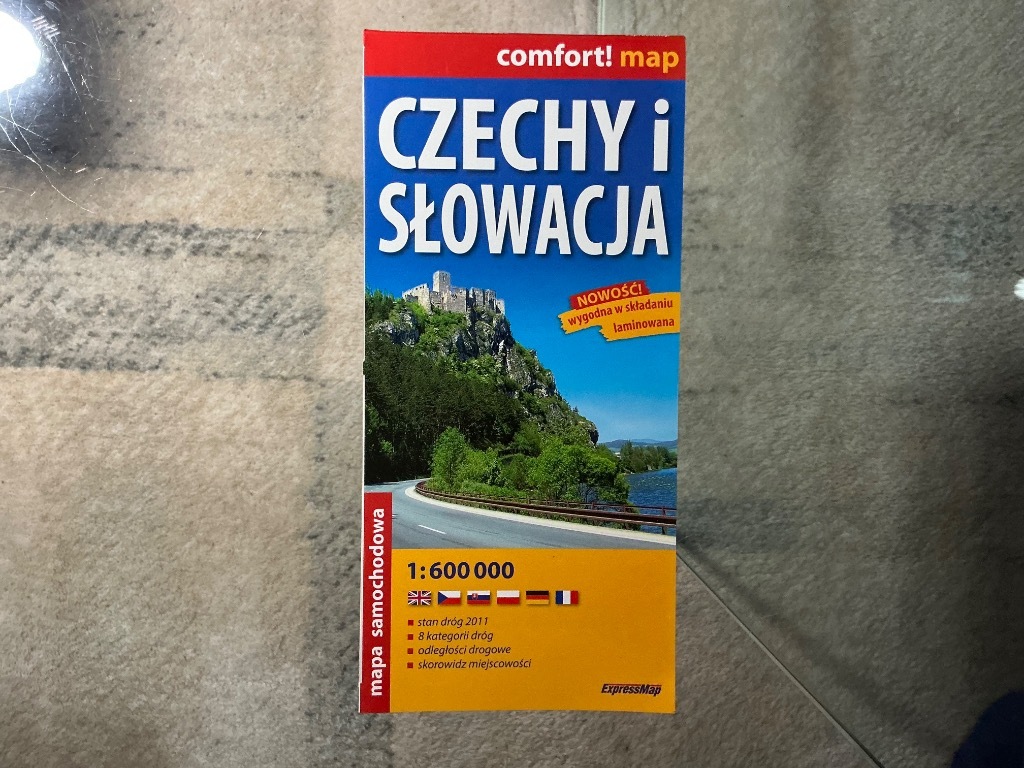 comfort! map
CZECHY i
SŁOWACJA
NOWOŚĆ!
wygodna w składaniu
laminowana
mapa samochodowa
1:600 000
stan dróg 2011
8 kategorii dróg
odległości drogowe
skorowidz miejscowości
ExpressMap